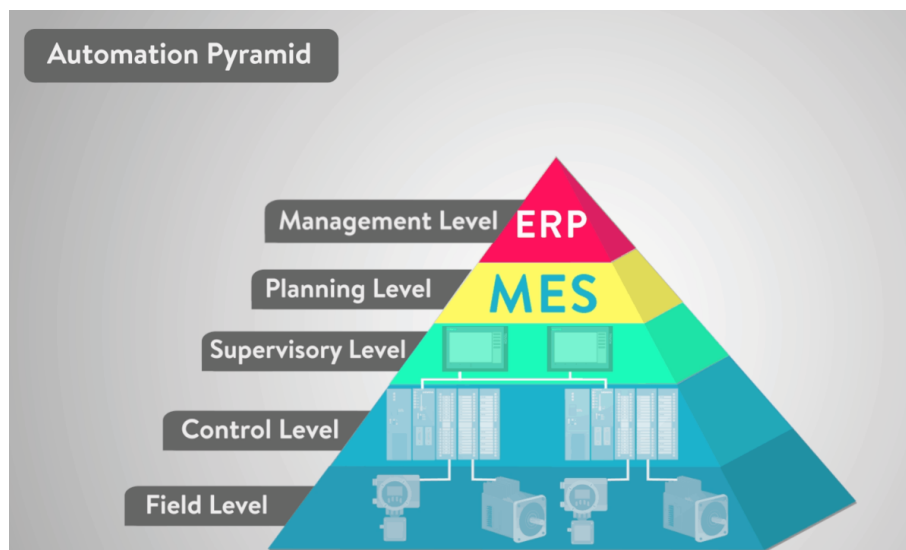 Automation Pyramid
Management Level
ERP
Planning Level
MES
Supervisory Level
Control Level
Field Level